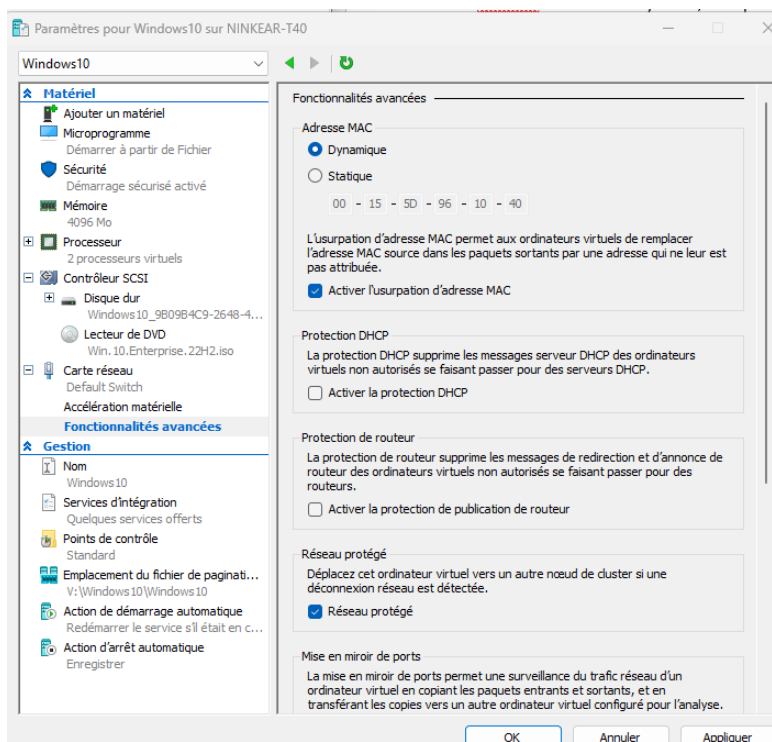 Paramètres pour Windows10 sur NINKEAR-T40
Windows10
Matériel
Ajouter un matériel
Microprogramme
Démarrer à partir de Fichier
Sécurité
Démarrage sécurisé activé
Mémoire
4096 Mo
Processeur
2 processeurs virtuels
Contrôleur SCSI
Disque dur
Windows10_9B09B4C9-2648-4...
Lecteur de DVD
Win.10.Enterprise.22H2.iso
Carte réseau
Default Switch
Accélération matérielle
Fonctionnalités avancées
Gestion
Nom
Windows10
Services d'intégration
Quelques services offerts
Points de contrôle
Standard
Emplacement du fichier de paginati...
V:\Windows10\Windows10
Action de démarrage automatique
Redémarrer le service s'il était en c...
Action d'arrêt automatique
Enregistrer
Fonctionnalités avancées
Adresse MAC
Dynamique
Statique
00 - 15 - 5D - 96 - 10 - 40
L'usurpation d'adresse MAC permet aux ordinateurs virtuels de remplacer
l'adresse MAC source dans les paquets sortants par une adresse qui ne leur est
pas attribuée.
Activer l'usurpation d'adresse MAC
Protection DHCP
La protection DHCP supprime les messages serveur DHCP des ordinateurs
virtuels non autorisés se faisant passer pour des serveurs DHCP.
Activer la protection DHCP
Protection de routeur
La protection de routeur supprime les messages de redirection et d'annonce de
routeur des ordinateurs virtuels non autorisés se faisant passer pour des
routeurs.
Activer la protection de publication de routeur
Réseau protégé
Déplacez cet ordinateur virtuel vers un autre nœud de cluster si une
déconnexion réseau est détectée.
Réseau protégé
Mise en miroir de ports
La mise en miroir de ports permet une surveillance du trafic réseau d'un
ordinateur virtuel en copiant les paquets entrants et sortants, et en
transférant les copies vers un autre ordinateur virtuel configuré pour l'analyse.
OK
Annuler
Appliquer